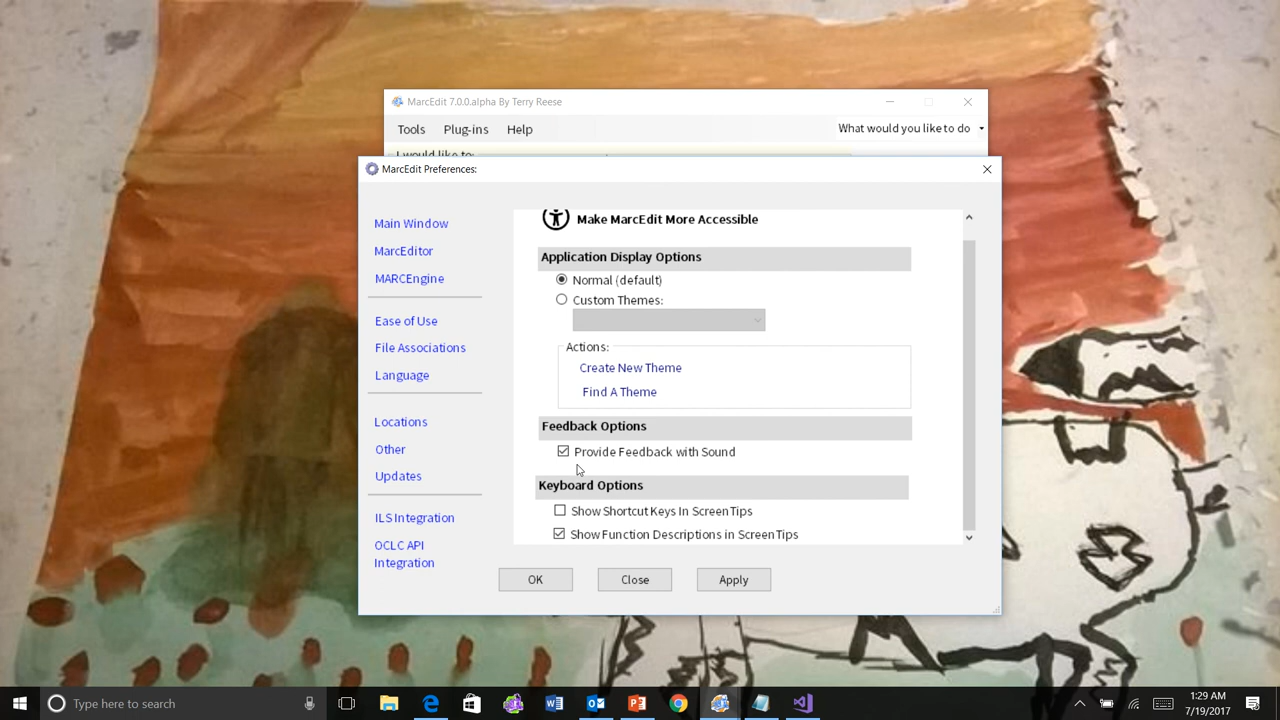 MarcEdit 7.0.0.alpha By Terry Reese
Tools Plug-ins Help What would you like to do
I would like to:
MarcEdit Preferences:
Main Window
MarcEditor
MARCEngine
Ease of Use
File Associations
Language
Locations
Other
Updates
ILS Integration
OCLC API
Integration
Make MarcEdit More Accessible
Application Display Options
Normal (default)
Custom Themes:
Actions:
Create New Theme
Find A Theme
Feedback Options
Provide Feedback with Sound
Keyboard Options
Show Shortcut Keys In ScreenTips
Show Function Descriptions in ScreenTips
OK Close Apply
Type here to search
1:29 AM
7/19/2017